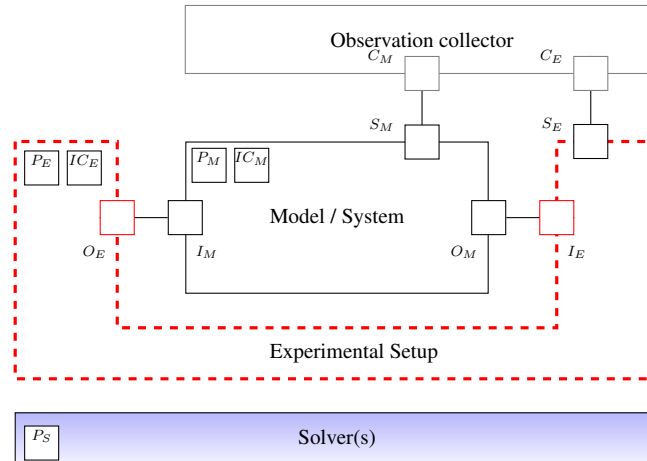 Observation collector
C_M
C_E
S_M
S_E
P_E
IC_E
P_M
IC_M
Model / System
O_E
I_M
O_M
I_E
Experimental Setup
P_S
Solver(s)